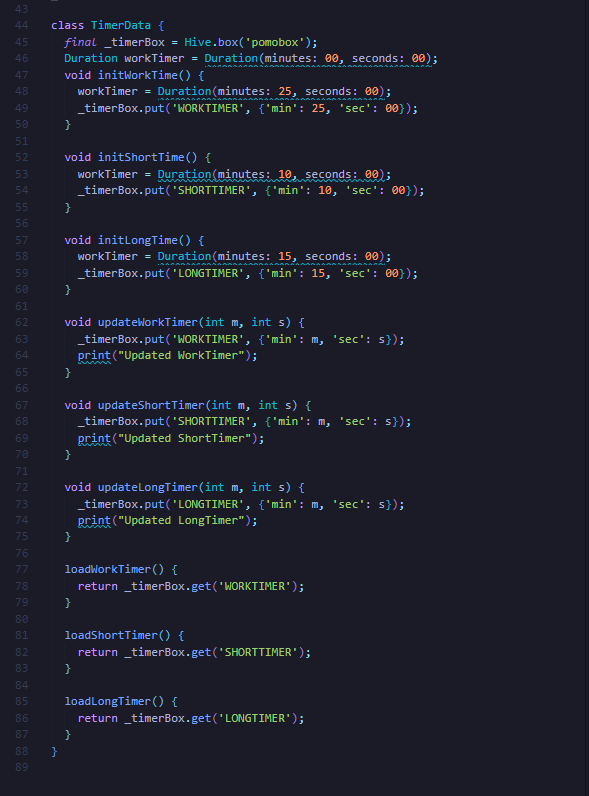 43
44 class TimerData {
45   final _timerBox = Hive.box('pomobox');
46   Duration workTimer = Duration(minutes: 00, seconds: 00);
47   void initWorkTime() {
48     workTimer = Duration(minutes: 25, seconds: 00);
49     _timerBox.put('WORKTIMER', {'min': 25, 'sec': 00});
50   }
51
52   void initShortTime() {
53     workTimer = Duration(minutes: 10, seconds: 00);
54     _timerBox.put('SHORTTIMER', {'min': 10, 'sec': 00});
55   }
56
57   void initLongTime() {
58     workTimer = Duration(minutes: 15, seconds: 00);
59     _timerBox.put('LONGTIMER', {'min': 15, 'sec': 00});
60   }
61
62   void updateWorkTimer(int m, int s) {
63     _timerBox.put('WORKTIMER', {'min': m, 'sec': s});
64     print("Updated WorkTimer");
65   }
66
67   void updateShortTimer(int m, int s) {
68     _timerBox.put('SHORTTIMER', {'min': m, 'sec': s});
69     print("Updated ShortTimer");
70   }
71
72   void updateLongTimer(int m, int s) {
73     _timerBox.put('LONGTIMER', {'min': m, 'sec': s});
74     print("Updated LongTimer");
75   }
76
77   loadWorkTimer() {
78     return _timerBox.get('WORKTIMER');
79   }
80
81   loadShortTimer() {
82     return _timerBox.get('SHORTTIMER');
83   }
84
85   loadLongTimer() {
86     return _timerBox.get('LONGTIMER');
87   }
88 }
89